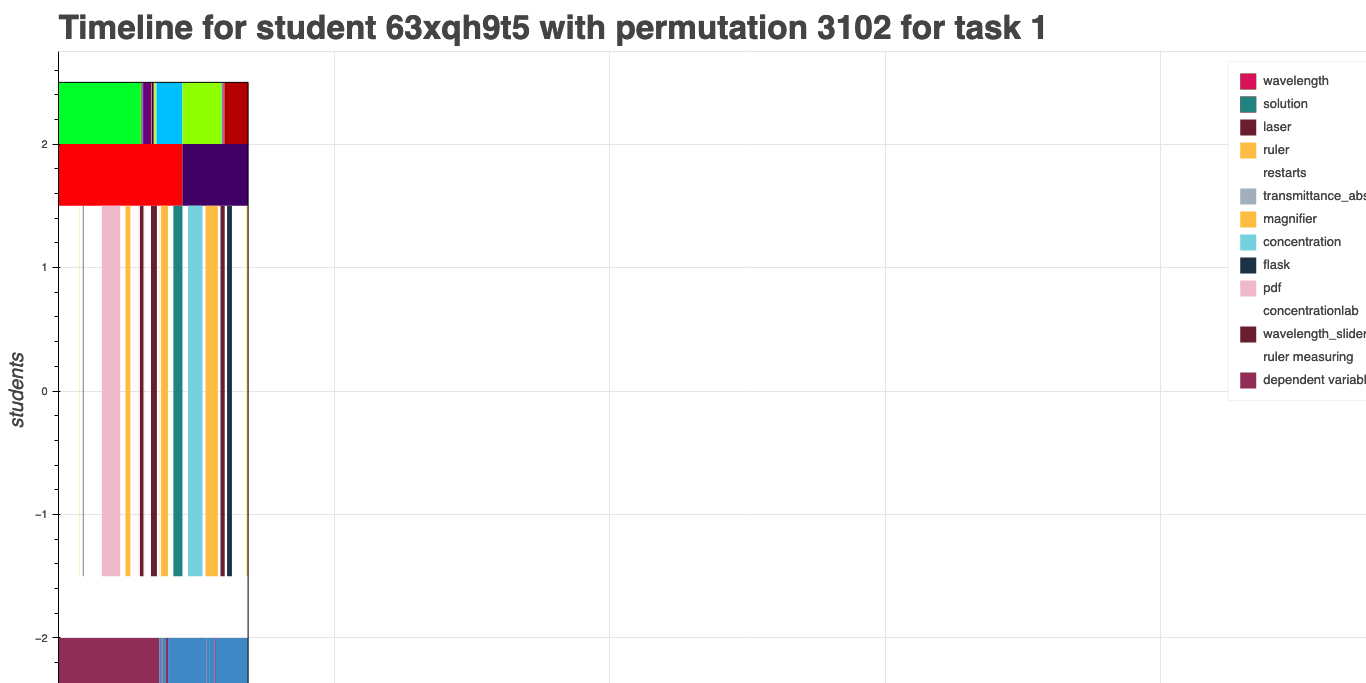 Timeline for student 63xqh9t5 with permutation 3102 for task 1
wavelength
solution
laser
ruler
restarts
transmittance_abs
magnifier
concentration
flask
pdf
concentrationlab
wavelength_slider
ruler measuring
dependent variabl
2
1
0
−1
−2
students